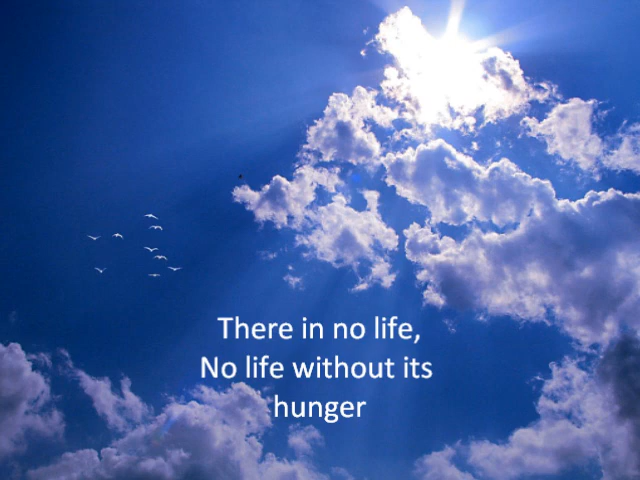 There in no life,
No life without its
hunger